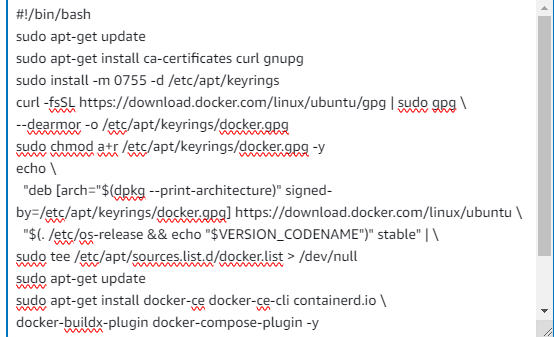 #!/bin/bash
sudo apt-get update
sudo apt-get install ca-certificates curl gnupg
sudo install -m 0755 -d /etc/apt/keyrings
curl -fsSL https://download.docker.com/linux/ubuntu/gpg | sudo gpg \
--dearmor -o /etc/apt/keyrings/docker.gpg
sudo chmod a+r /etc/apt/keyrings/docker.gpg -y
echo \
  "deb [arch="$(dpkg --print-architecture)" signed-
by=/etc/apt/keyrings/docker.gpg] https://download.docker.com/linux/ubuntu \
  "$(. /etc/os-release && echo "$VERSION_CODENAME")" stable" | \
sudo tee /etc/apt/sources.list.d/docker.list > /dev/null
sudo apt-get update
sudo apt-get install docker-ce docker-ce-cli containerd.io \
docker-buildx-plugin docker-compose-plugin -y